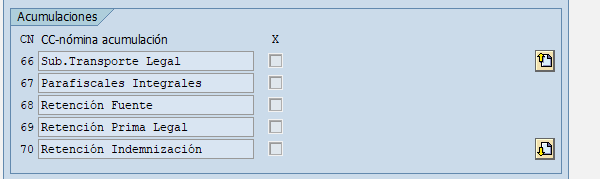 Acumulaciones
CN CC-nómina acumulación X
66 Sub.Transporte Legal
67 Parafiscales Integrales
68 Retención Fuente
69 Retención Prima Legal
70 Retención Indemnización